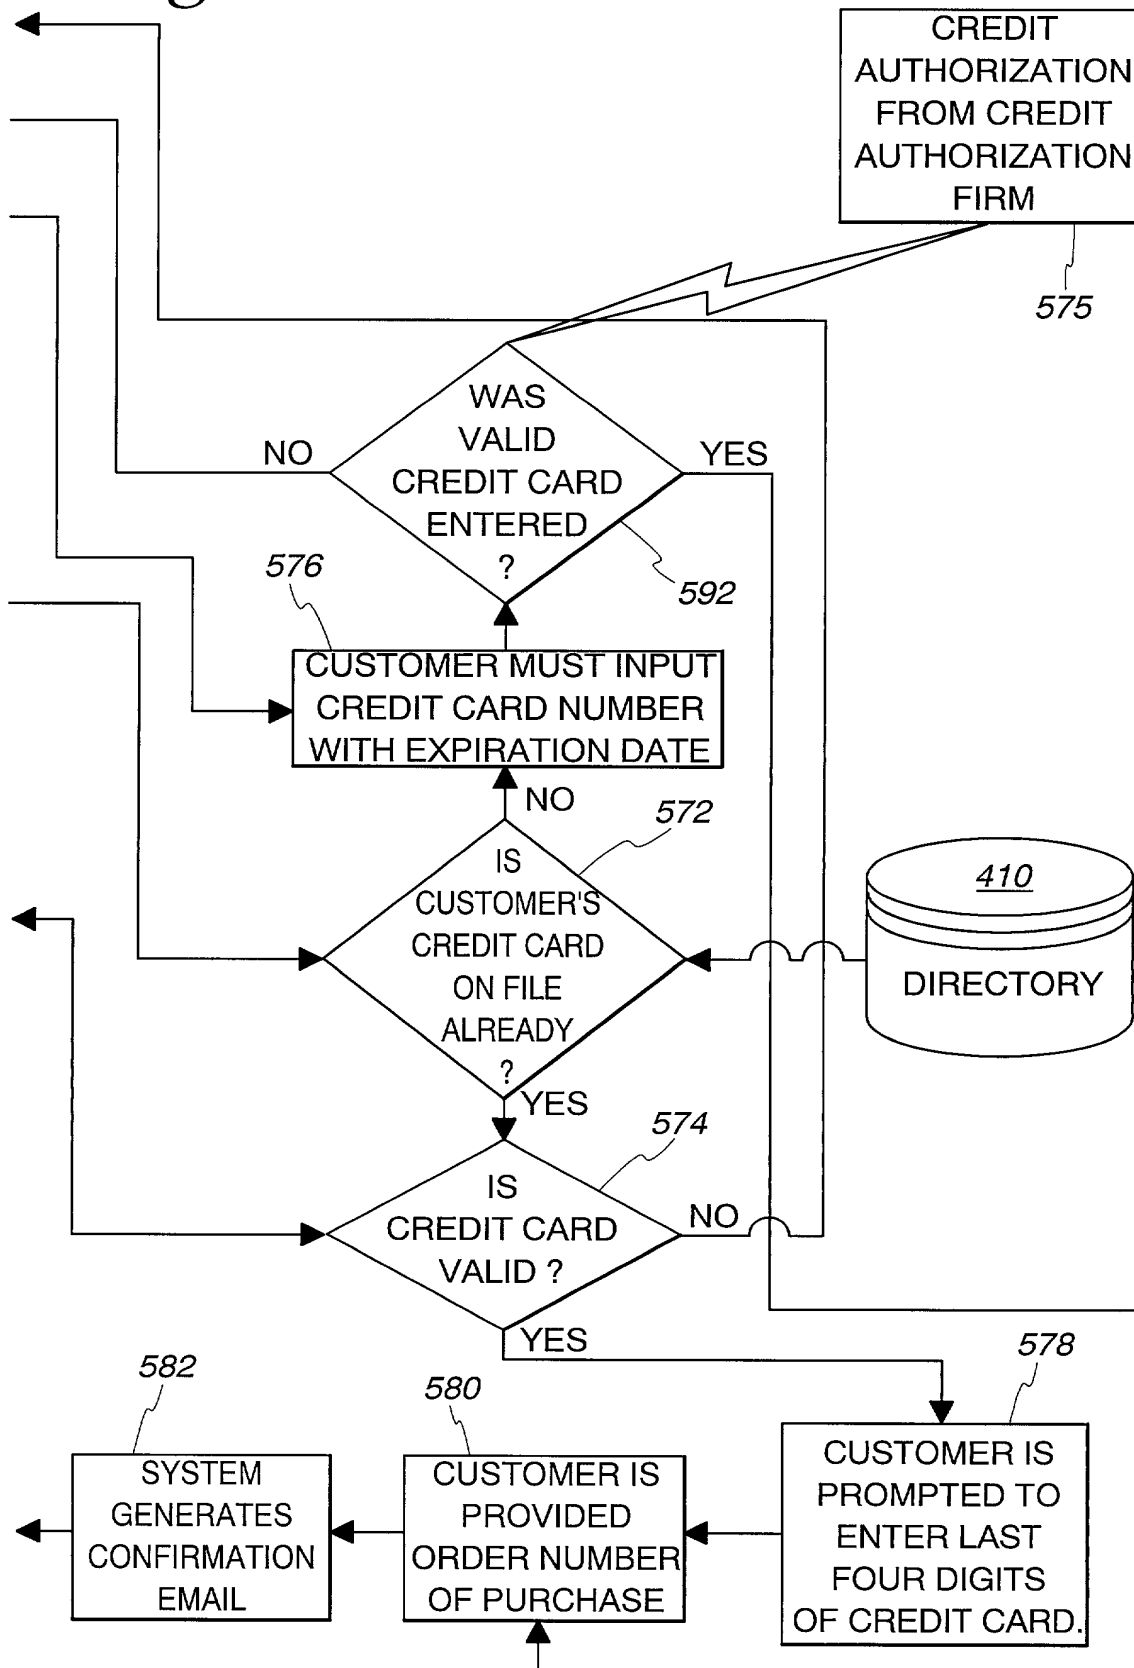 CREDIT
AUTHORIZATION
FROM CREDIT
AUTHORIZATION
FIRM
575
WAS
VALID
CREDIT CARD
ENTERED
?
NO
YES
592
576
CUSTOMER MUST INPUT
CREDIT CARD NUMBER
WITH EXPIRATION DATE
NO
572
IS
CUSTOMER'S
CREDIT CARD
ON FILE
ALREADY
?
410
DIRECTORY
YES
574
IS
CREDIT CARD
VALID ?
NO
YES
578
582
580
SYSTEM
GENERATES
CONFIRMATION
EMAIL
CUSTOMER IS
PROVIDED
ORDER NUMBER
OF PURCHASE
CUSTOMER IS
PROMPTED TO
ENTER LAST
FOUR DIGITS
OF CREDIT CARD.